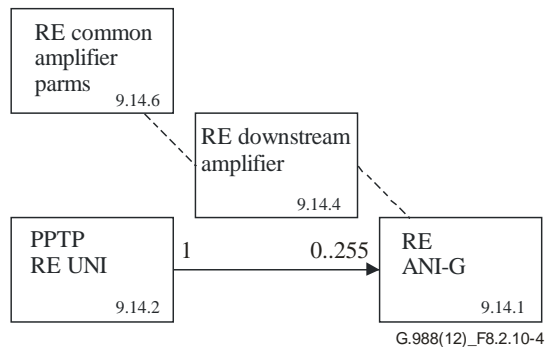 RE common
amplifier
parms
9.14.6
RE downstream
amplifier
9.14.4
PPTP
RE UNI
9.14.2
1
0..255
RE
ANI-G
9.14.1
G.988(12)_F8.2.10-4